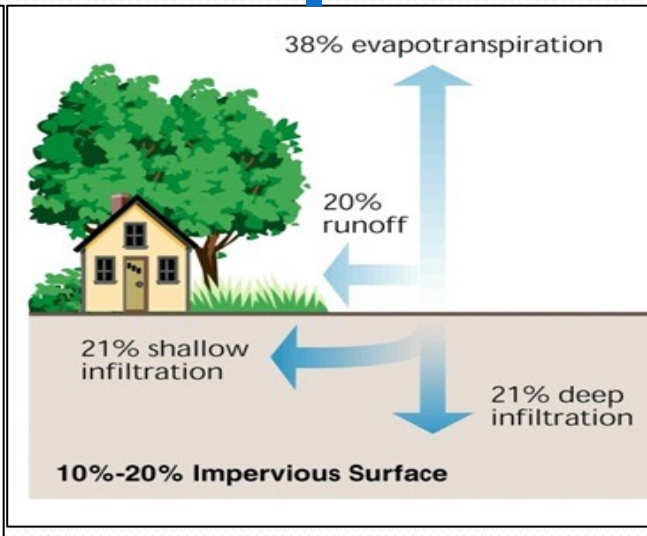 38% evapotranspiration
20%
runoff
21% shallow
infiltration
21% deep
infiltration
10%-20% Impervious Surface